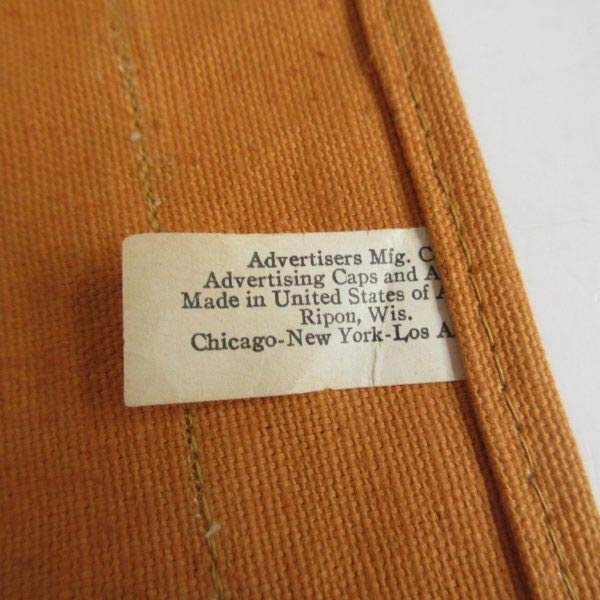 Advertisers Mfg. C
Advertising Caps and A
Made in United States of A
Ripon, Wis.
Chicago-New York-Los A